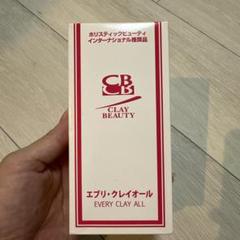 ホリスティックビューティ
インターナショナル推奨品
CB
CB
CLAY
BEAUTY
エブリ・クレイオール
EVERY CLAY ALL